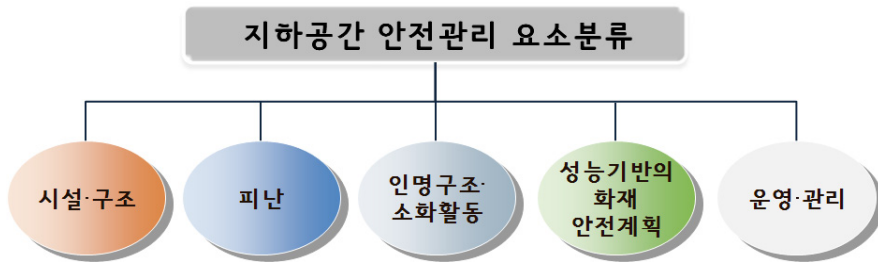 지하공간 안전관리 요소분류
시설·구조
피난
인명구조·
소화활동
성능기반의
화재
안전계획
운영·관리